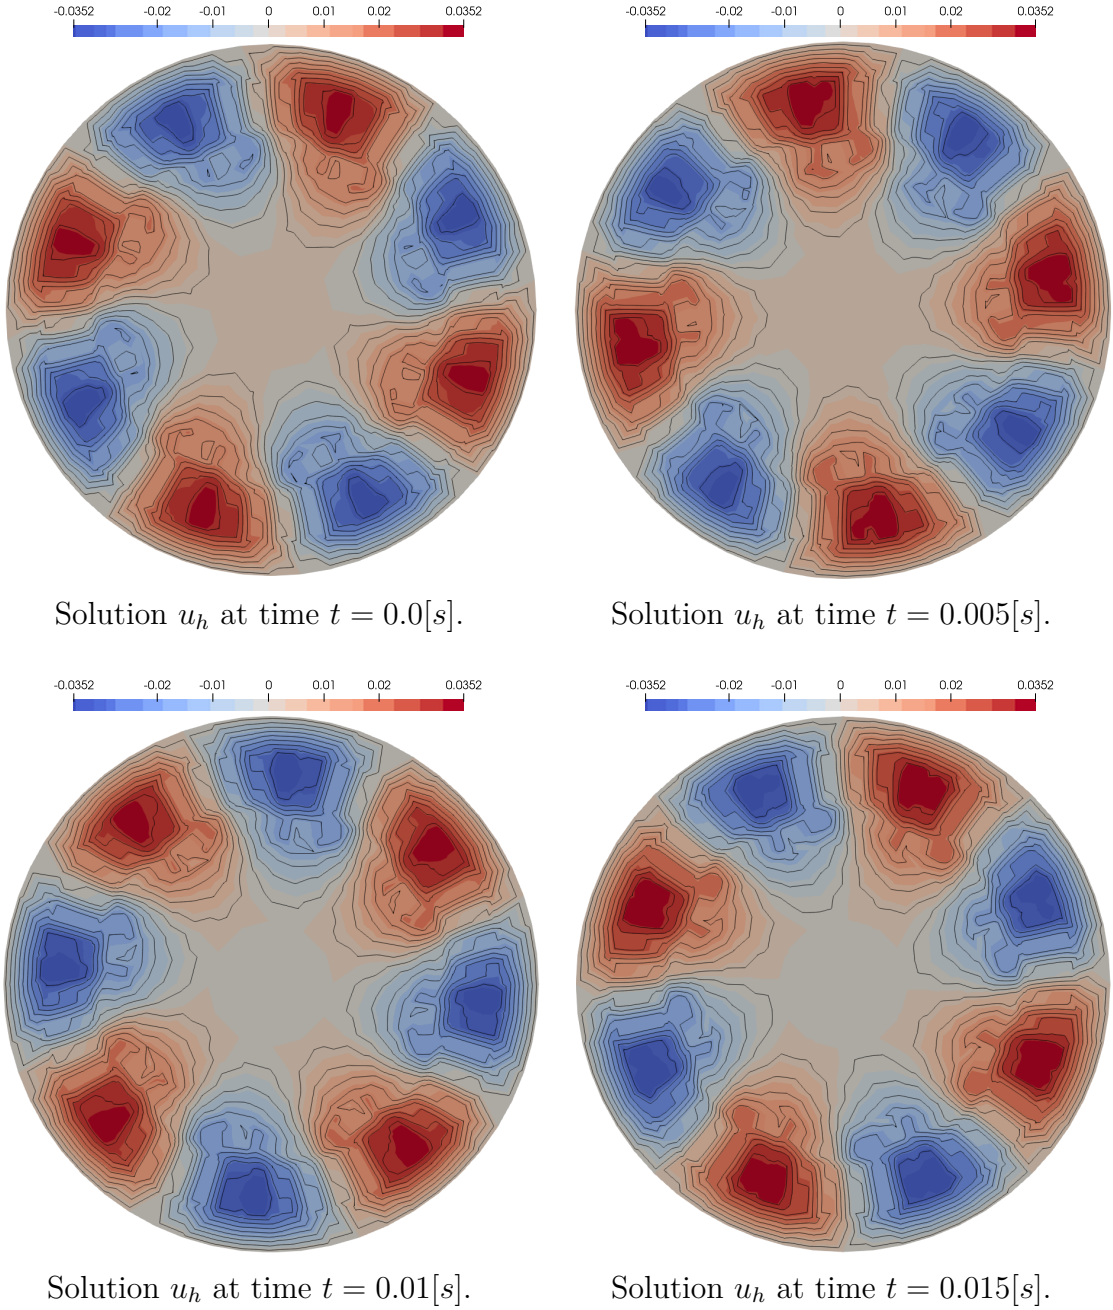 -0.0352 -0.02 -0.01 0 0.01 0.02 0.0352
-0.0352 -0.02 -0.01 0 0.01 0.02 0.0352
Solution u_h at time t = 0.0[s].
Solution u_h at time t = 0.005[s].
-0.0352 -0.02 -0.01 0 0.01 0.02 0.0352
-0.0352 -0.02 -0.01 0 0.01 0.02 0.0352
Solution u_h at time t = 0.01[s].
Solution u_h at time t = 0.015[s].